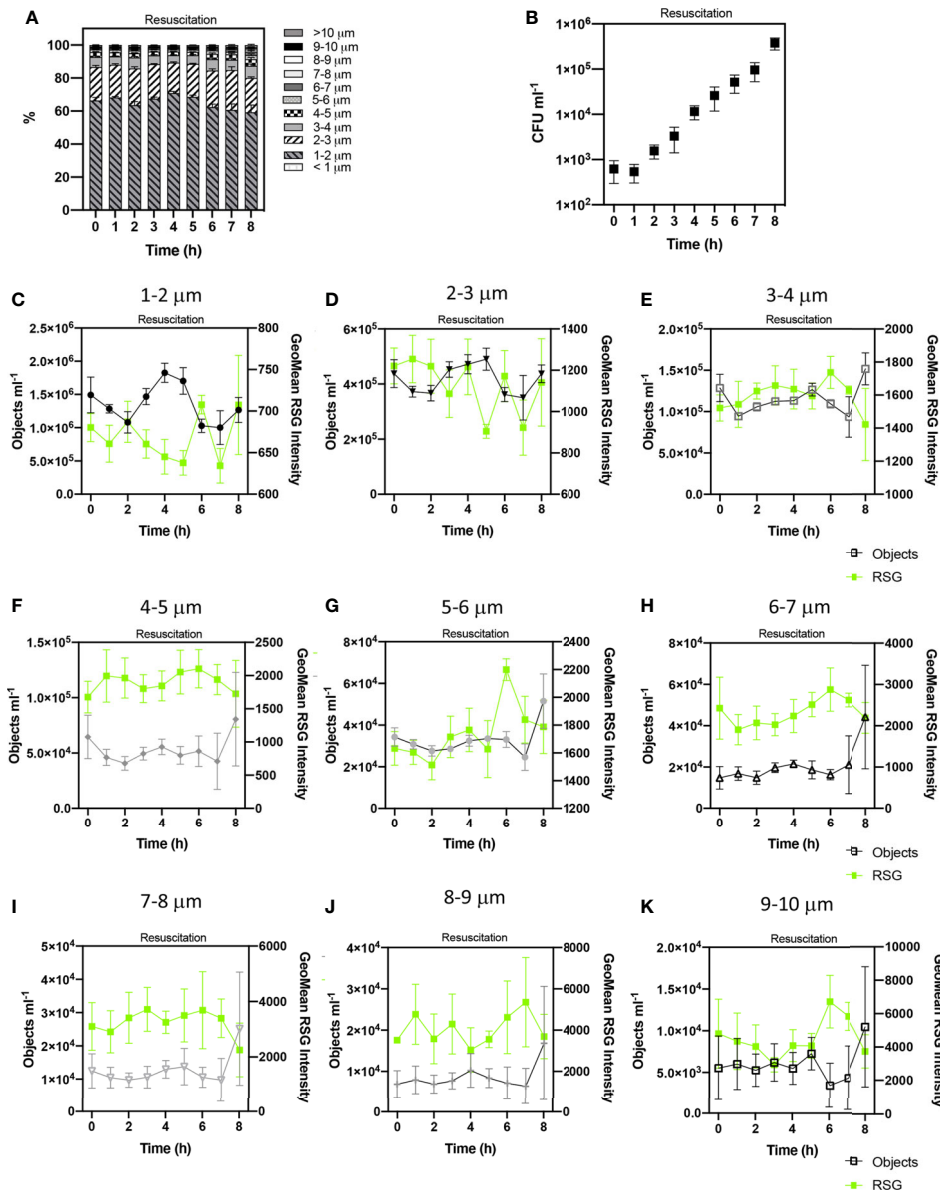 A
Resuscitation
%
100
80
60
40
20
0
0 1 2 3 4 5 6 7 8
Time (h)
>10 μm
9-10 μm
8-9 μm
7-8 μm
6-7 μm
5-6 μm
4-5 μm
3-4 μm
2-3 μm
1-2 μm
< 1 μm
B
Resuscitation
CFU ml⁻¹
1×10⁶
1×10⁵
1×10⁴
1×10³
1×10²
0 1 2 3 4 5 6 7 8
Time (h)
C
1-2 μm
Resuscitation
Objects ml⁻¹
2.5×10⁶
2.0×10⁶
1.5×10⁶
1.0×10⁶
5.0×10⁵
0.0
0 2 4 6 8
Time (h)
800
750
700
650
600
GeoMean RSG Intensity
D
2-3 μm
Resuscitation
Objects ml⁻¹
6×10⁵
4×10⁵
2×10⁵
0
0 2 4 6 8
Time (h)
1400
1200
1000
800
600
GeoMean RSG Intensity
E
3-4 μm
Resuscitation
Objects ml⁻¹
2.0×10⁵
1.5×10⁵
1.0×10⁵
5.0×10⁴
0.0
0 2 4 6 8
Time (h)
2000
1800
1600
1400
1200
1000
GeoMean RSG Intensity
Objects
RSG
F
4-5 μm
Resuscitation
Objects ml⁻¹
1.5×10⁵
1.0×10⁵
5.0×10⁴
0.0
0 2 4 6 8
Time (h)
2500
2000
1500
1000
500
0
GeoMean RSG Intensity
G
5-6 μm
Resuscitation
Objects ml⁻¹
8×10⁴
6×10⁴
4×10⁴
2×10⁴
0
0 2 4 6 8
Time (h)
2400
2200
2000
1800
1600
1400
1200
GeoMean RSG Intensity
H
6-7 μm
Resuscitation
Objects ml⁻¹
8×10⁴
6×10⁴
4×10⁴
2×10⁴
0
0 2 4 6 8
Time (h)
4000
3000
2000
1000
0
GeoMean RSG Intensity
Objects
RSG
I
7-8 μm
Resuscitation
Objects ml⁻¹
5×10⁴
4×10⁴
3×10⁴
2×10⁴
1×10⁴
0
0 2 4 6 8
Time (h)
6000
4000
2000
0
GeoMean RSG Intensity
J
8-9 μm
Resuscitation
Objects ml⁻¹
4×10⁴
3×10⁴
2×10⁴
1×10⁴
0
0 2 4 6 8
Time (h)
8000
6000
4000
2000
0
GeoMean RSG Intensity
K
9-10 μm
Resuscitation
Objects ml⁻¹
2.0×10⁴
1.5×10⁴
1.0×10⁴
5.0×10³
0.0
0 2 4 6 8
Time (h)
10000
8000
6000
4000
2000
0
GeoMean RSG Intensity
Objects
RSG